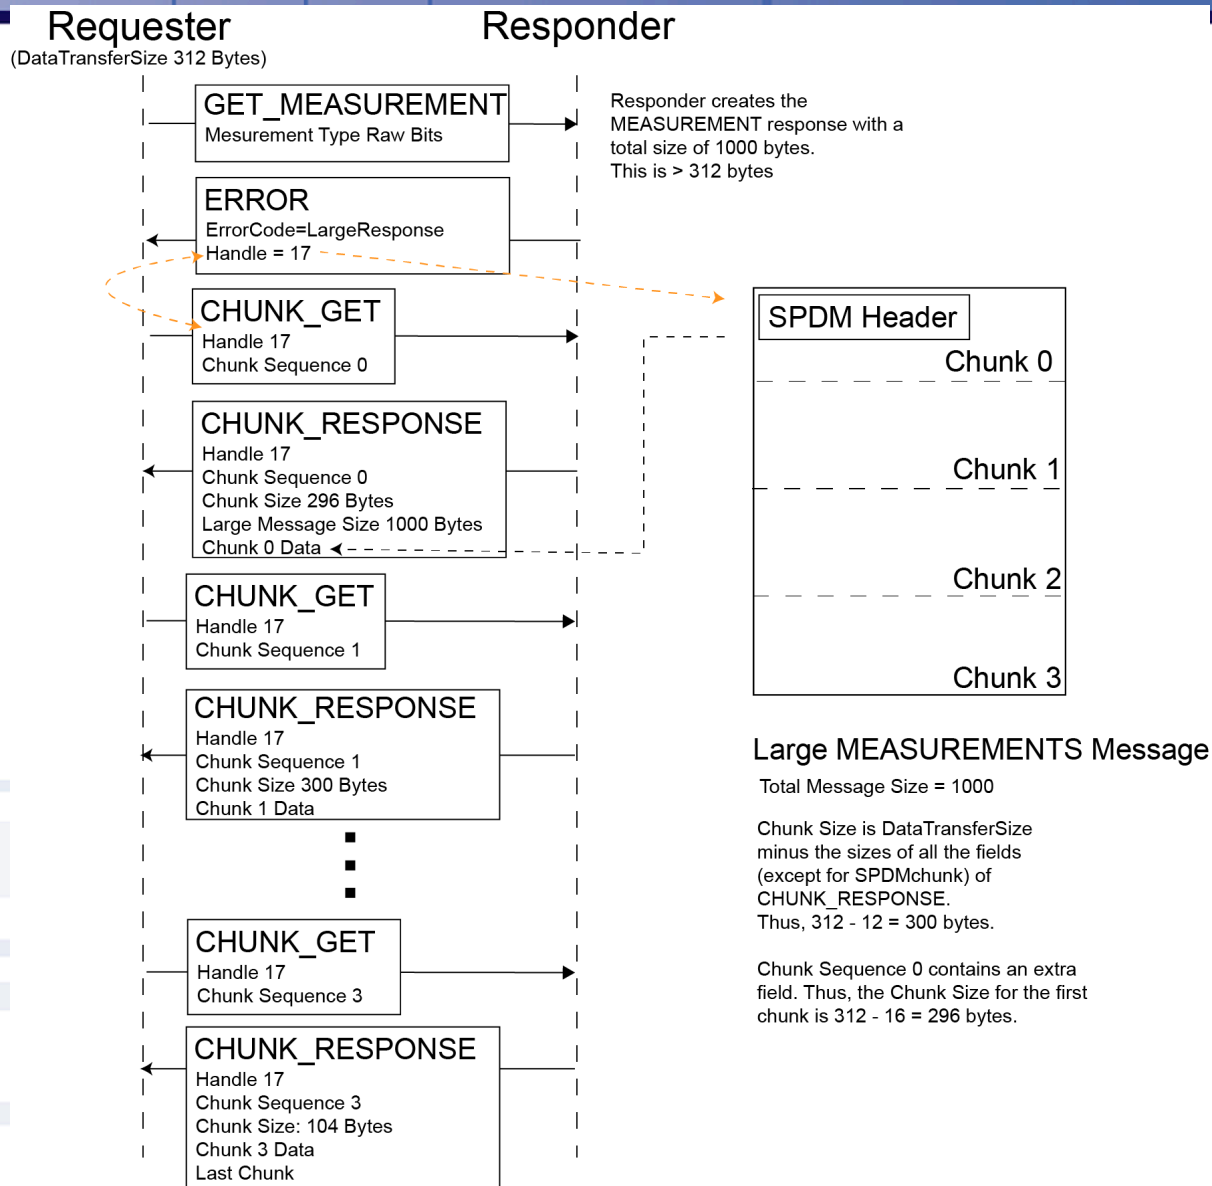 Requester
(DataTransferSize 312 Bytes)
Responder
GET_MEASUREMENT
Mesurement Type Raw Bits
Responder creates the
MEASUREMENT response with a
total size of 1000 bytes.
This is > 312 bytes
ERROR
ErrorCode=LargeResponse
Handle = 17
CHUNK_GET
Handle 17
Chunk Sequence 0
CHUNK_RESPONSE
Handle 17
Chunk Sequence 0
Chunk Size 296 Bytes
Large Message Size 1000 Bytes
Chunk 0 Data
CHUNK_GET
Handle 17
Chunk Sequence 1
CHUNK_RESPONSE
Handle 17
Chunk Sequence 1
Chunk Size 300 Bytes
Chunk 1 Data
CHUNK_GET
Handle 17
Chunk Sequence 3
CHUNK_RESPONSE
Handle 17
Chunk Sequence 3
Chunk Size: 104 Bytes
Chunk 3 Data
Last Chunk
SPDM Header
Chunk 0
Chunk 1
Chunk 2
Chunk 3
Large MEASUREMENTS Message
Total Message Size = 1000
Chunk Size is DataTransferSize
minus the sizes of all the fields
(except for SPDMchunk) of
CHUNK_RESPONSE.
Thus, 312 - 12 = 300 bytes.
Chunk Sequence 0 contains an extra
field. Thus, the Chunk Size for the first
chunk is 312 - 16 = 296 bytes.